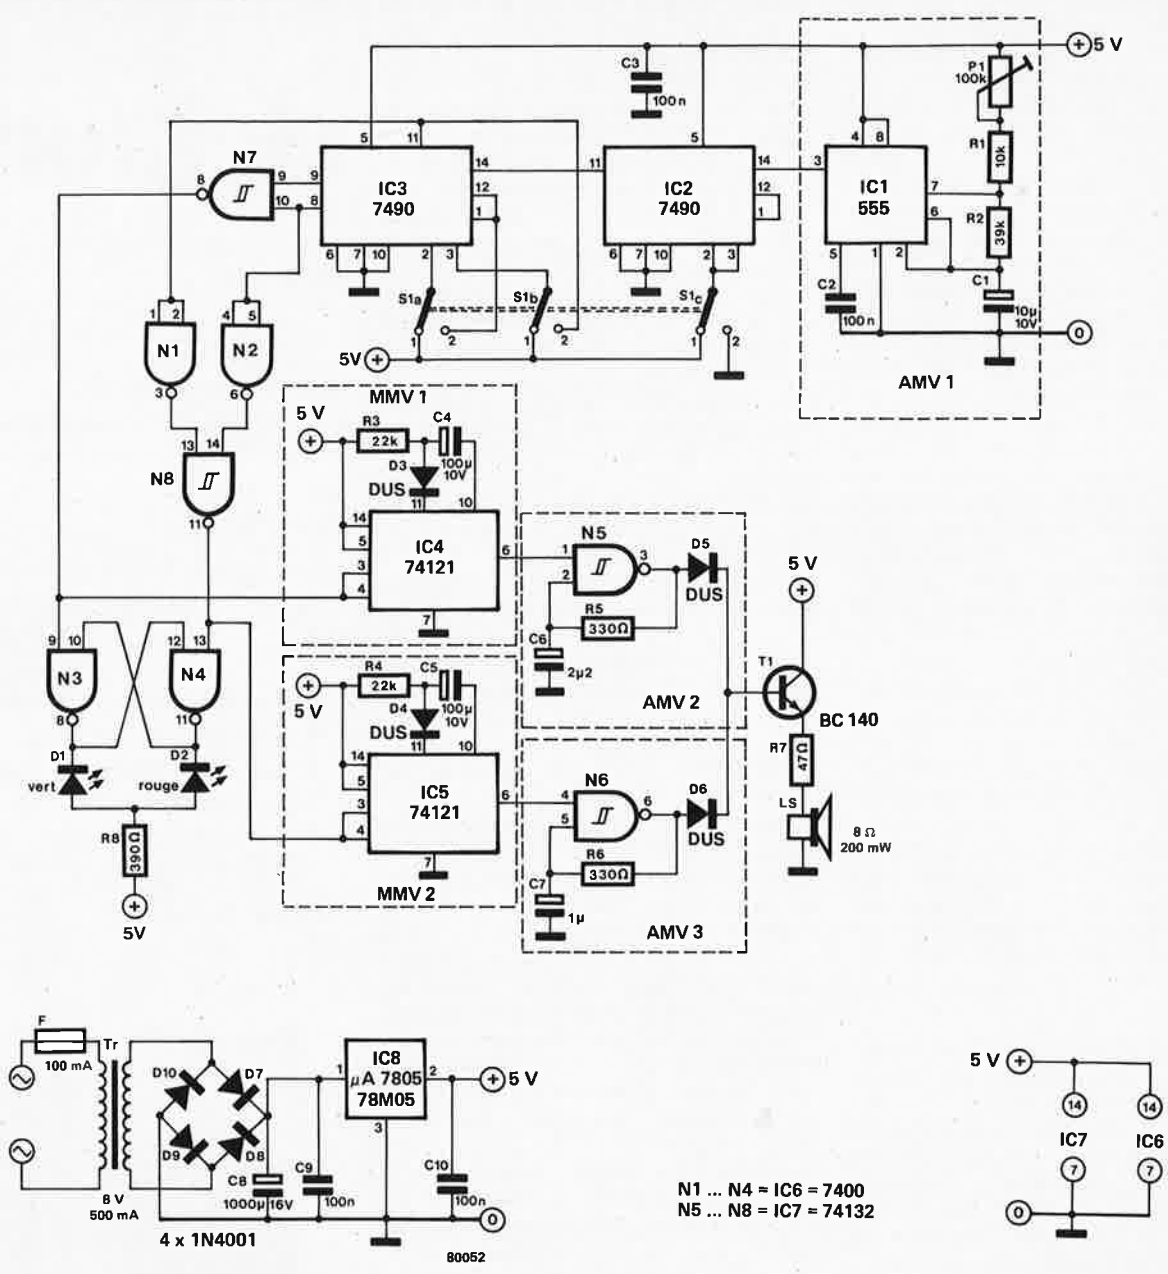 5 V
P1
100k
C3
100n
5
11
5
4
8
N7
8
9
9
10
8
IC3
7490
14
12
1
11
IC2
7490
14
12
1
3
IC1
555
7
6
R1
10k
R2
39k
6
7
10
2
3
6
7
10
2
3
5
1
2
C2
100n
C1
10µ
10V
S1a
S1b
S1c
1
2
1
2
1
2
5V
0
AMV 1
1
2
N1
3
4
5
N2
6
13
14
N8
11
MMV 1
5 V
R3
22k
C4
100µ
10V
D3
DUS
11
10
14
5
3
4
IC4
74121
6
7
N5
1
2
3
D5
DUS
R5
330Ω
C6
2µ2
AMV 2
5 V
T1
BC 140
R7
47Ω
LS
8 Ω
200 mW
9
10
N3
8
12
13
N4
11
D1
vert
D2
rouge
R8
390Ω
5V
5 V
R4
22k
C5
100µ
10V
D4
DUS
11
10
14
5
3
4
IC5
74121
6
7
MMV 2
N6
4
5
6
D6
DUS
R6
330Ω
C7
1µ
AMV 3
F
100 mA
Tr
8 V
500 mA
D10
D7
D9
D8
4 x 1N4001
C8
1000µ 16V
C9
100n
1
IC8
µA 7805
78M05
2
3
C10
100n
5 V
0
80052
N1 ... N4 = IC6 = 7400
N5 ... N8 = IC7 = 74132
5 V
14
14
IC7
IC6
7
7
0